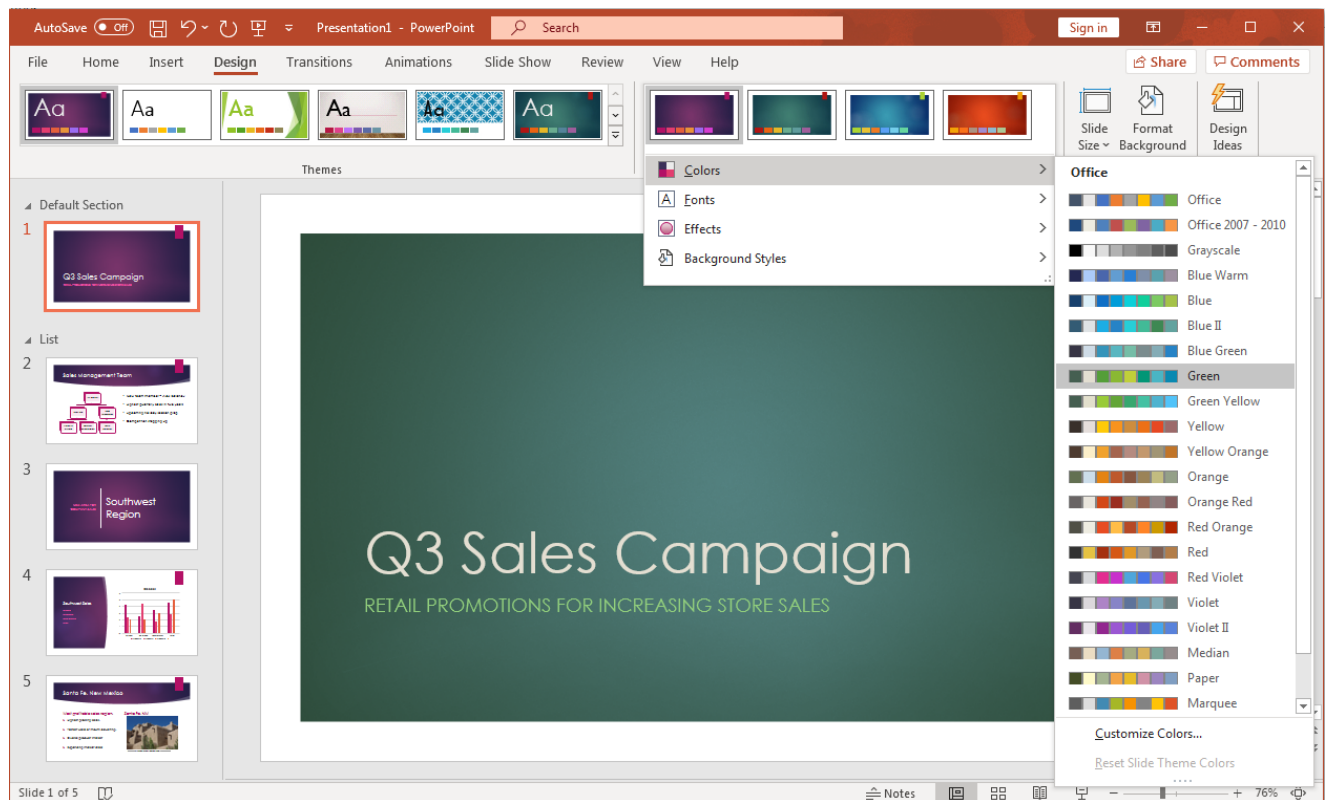 AutoSave Off Presentation1 - PowerPoint Search Sign in
File Home Insert Design Transitions Animations Slide Show Review View Help Share Comments
Aa Aa Aa Aa Aa Aa
Slide Size Format Background Design Ideas
Themes
Colors
Fonts
Effects
Background Styles
Office
Office
Office 2007 - 2010
Grayscale
Blue Warm
Blue
Blue II
Blue Green
Green
Green Yellow
Yellow
Yellow Orange
Orange
Orange Red
Red Orange
Red
Red Violet
Violet
Violet II
Median
Paper
Marquee
Customize Colors...
Reset Slide Theme Colors
Default Section
1
Q3 Sales Campaign
List
2
Sales Management Team
3
Southwest
Region
4
5
Santa Fe, New Mexico
Q3 Sales Campaign
RETAIL PROMOTIONS FOR INCREASING STORE SALES
Slide 1 of 5 Notes 76%